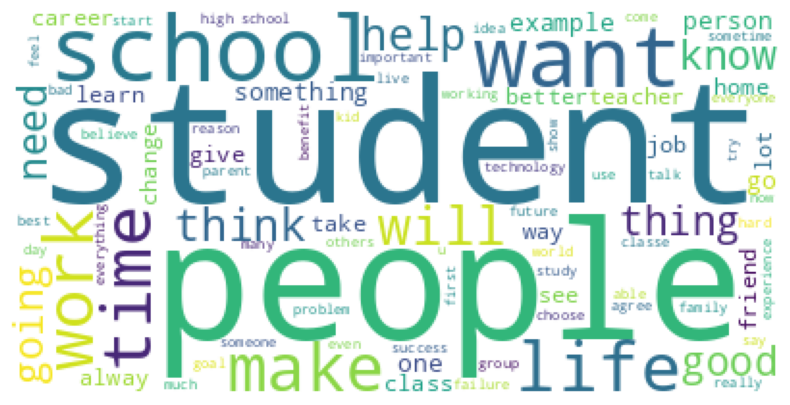 career start high school help idea example come person
feel school important want know sometime
bad learn something live working better teacher home everyone
need student
believe change reason give parent benefit kid technology show job use talk try lot go now
best think take will future way thing hard
day everything many others u world classe
work time people first study see able agree choose family friend experience
going problem
alway someone goal much even make success one class group failure life good say really